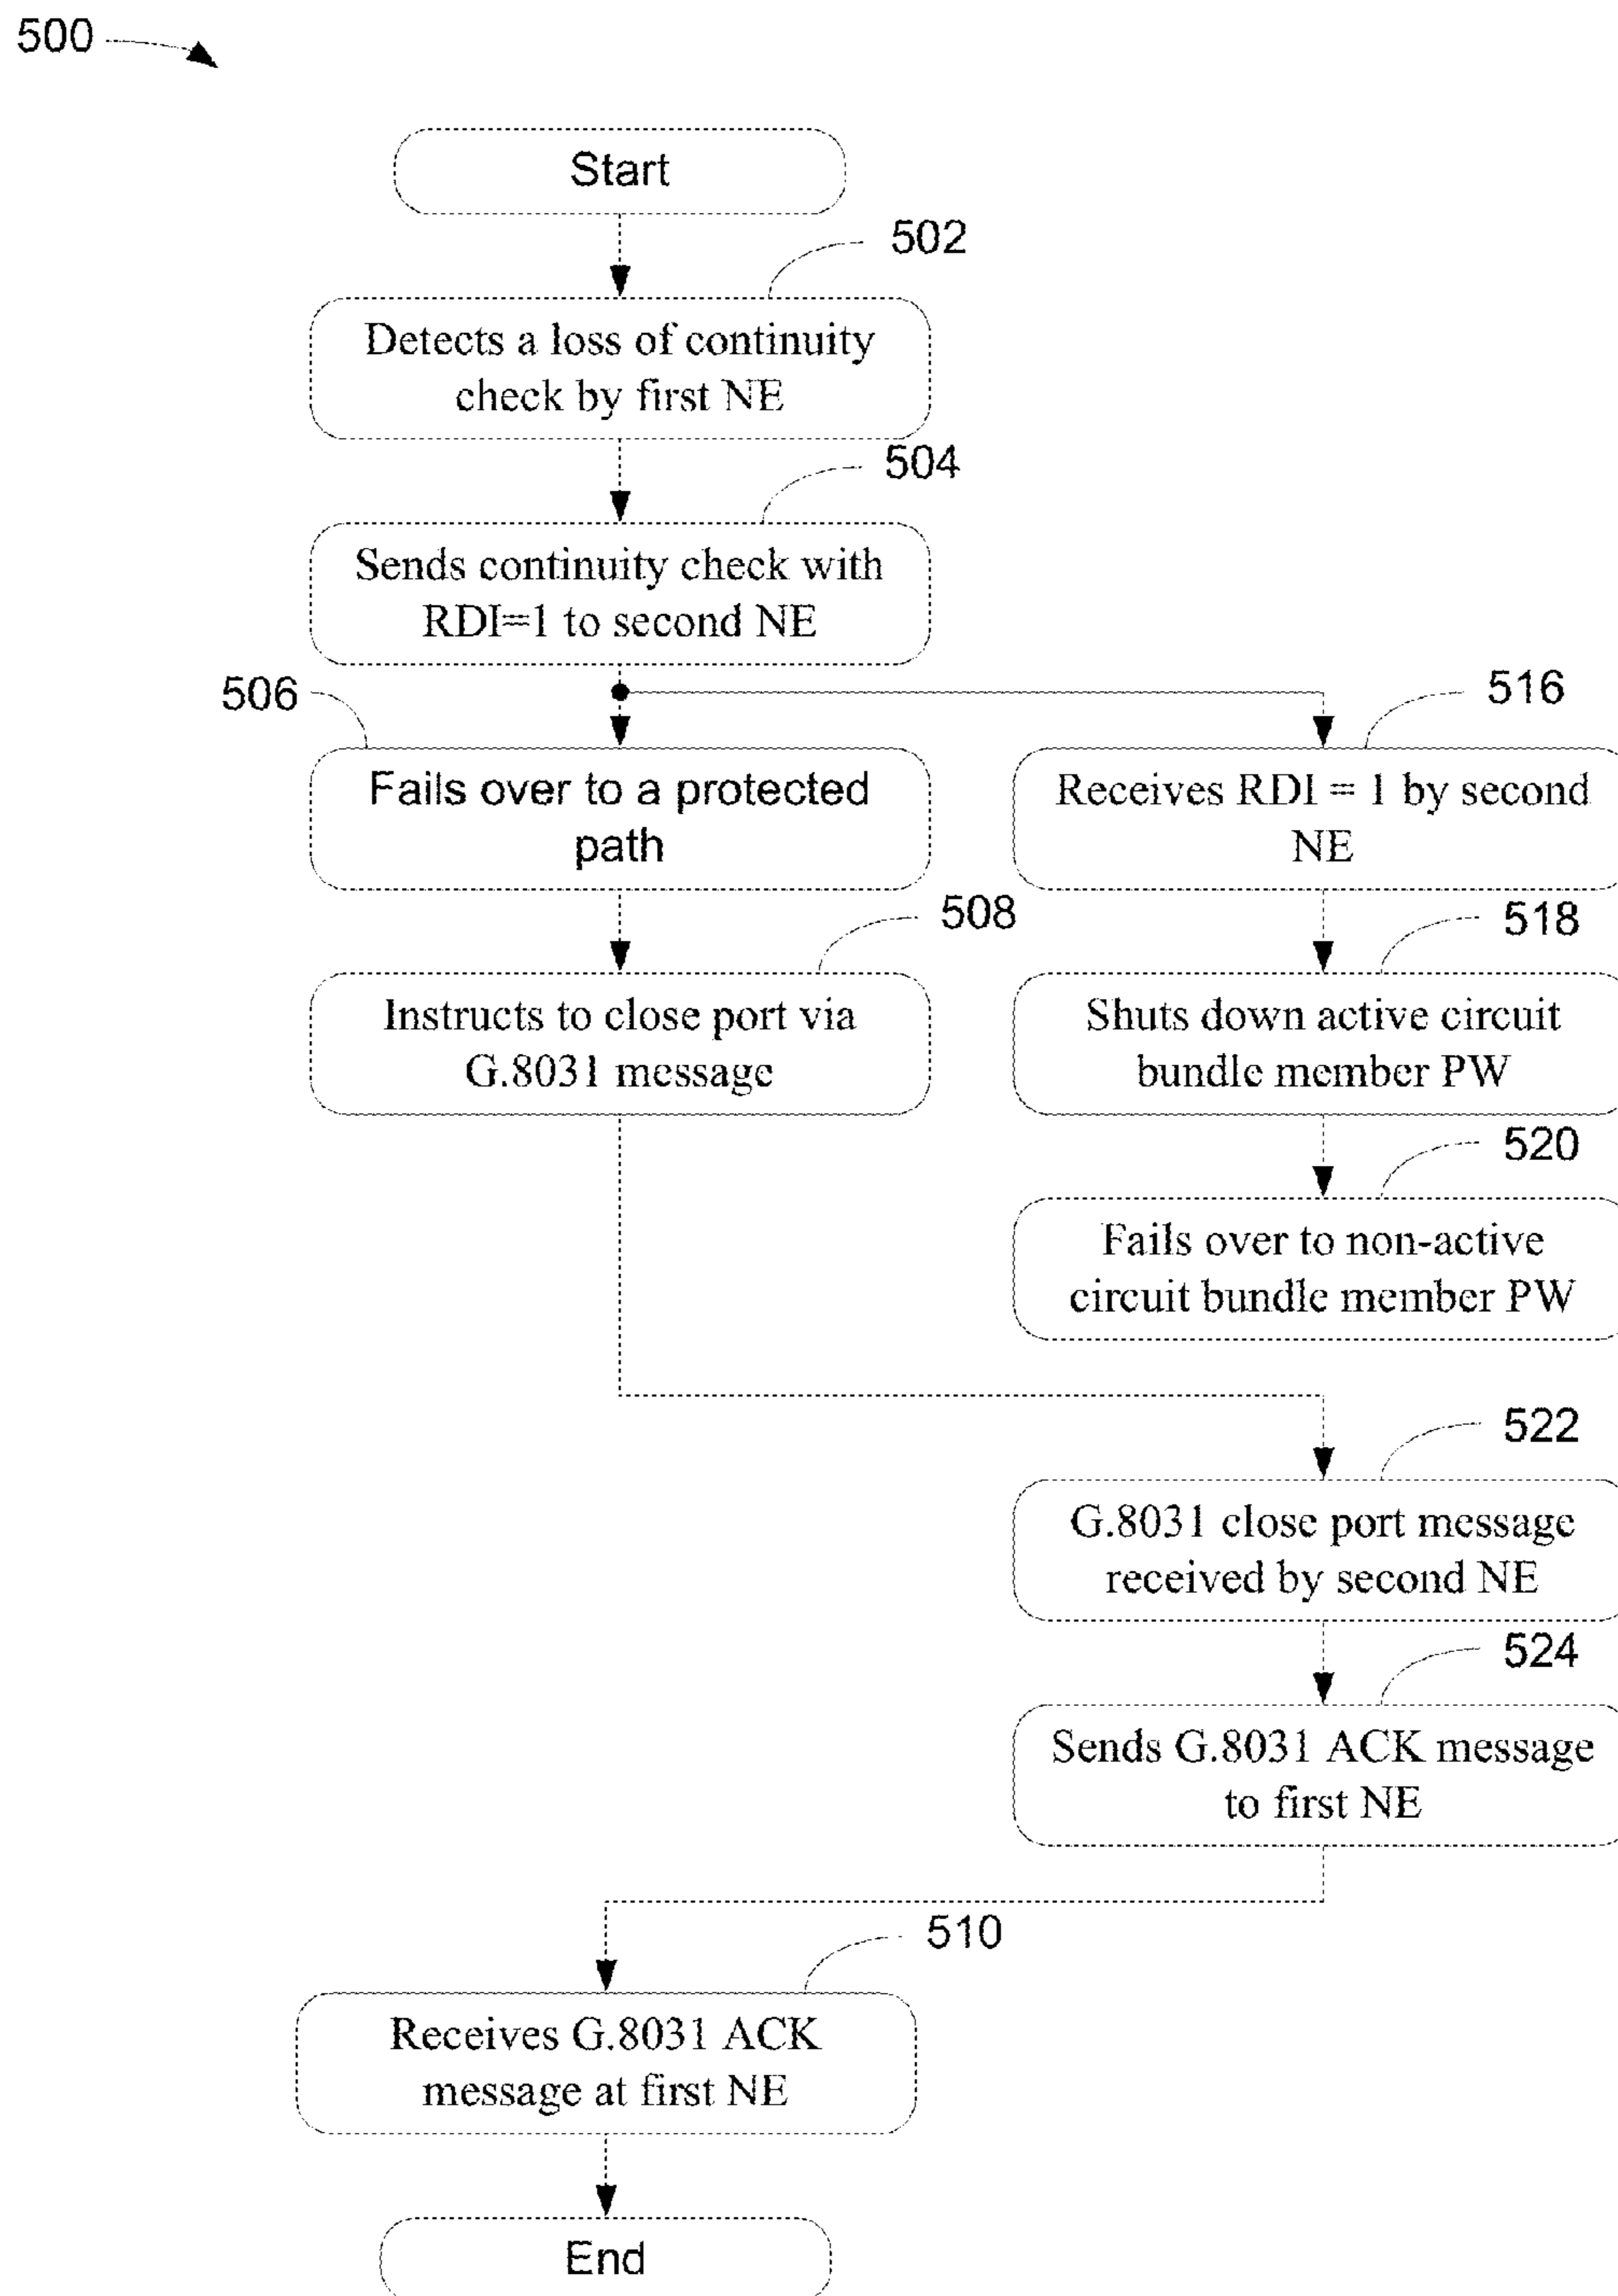 500
Start
502
Detects a loss of continuity
check by first NE
504
Sends continuity check with
RDI=1 to second NE
506
Fails over to a protected
path
516
Receives RDI = 1 by second
NE
508
Instructs to close port via
G.8031 message
518
Shuts down active circuit
bundle member PW
520
Fails over to non-active
circuit bundle member PW
522
G.8031 close port message
received by second NE
524
Sends G.8031 ACK message
to first NE
510
Receives G.8031 ACK
message at first NE
End